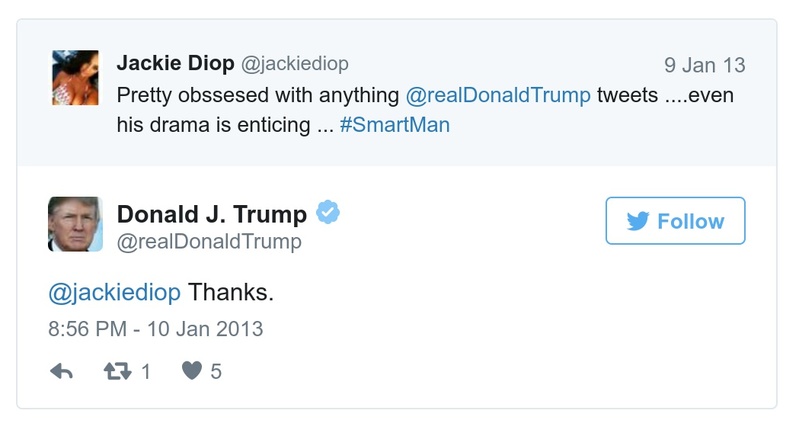 Jackie Diop @jackiediop
9 Jan 13
Pretty obssesed with anything @realDonaldTrump tweets ....even
his drama is enticing ... #SmartMan
Donald J. Trump
@realDonaldTrump
Follow
@jackiediop Thanks.
8:56 PM - 10 Jan 2013
1 5